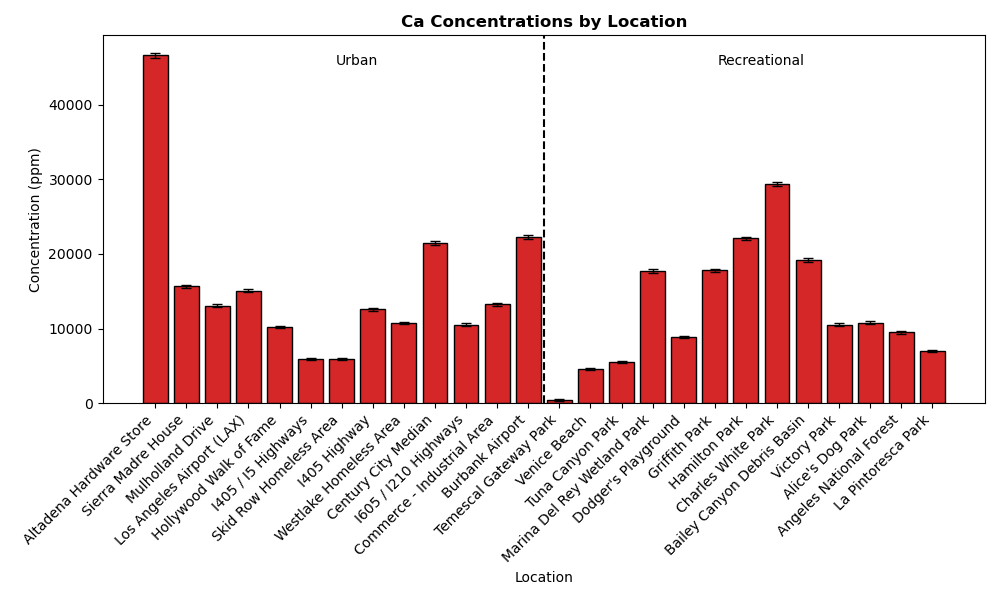 Ca Concentrations by Location
Urban
Recreational
Concentration (ppm)
40000
30000
20000
10000
0
Altadena Hardware Store
Sierra Madre House
Mulholland Drive
Los Angeles Airport (LAX)
Hollywood Walk of Fame
I405 / I5 Highways
Skid Row Homeless Area
I405 Highway
Westlake Homeless Area
Century City Median
I605 / I210 Highways
Commerce - Industrial Area
Burbank Airport
Temescal Gateway Park
Venice Beach
Tuna Canyon Park
Marina Del Rey Wetland Park
Dodger's Playground
Griffith Park
Hamilton Park
Charles White Park
Bailey Canyon Debris Basin
Victory Park
Alice's Dog Park
Angeles National Forest
La Pintoresca Park
Location